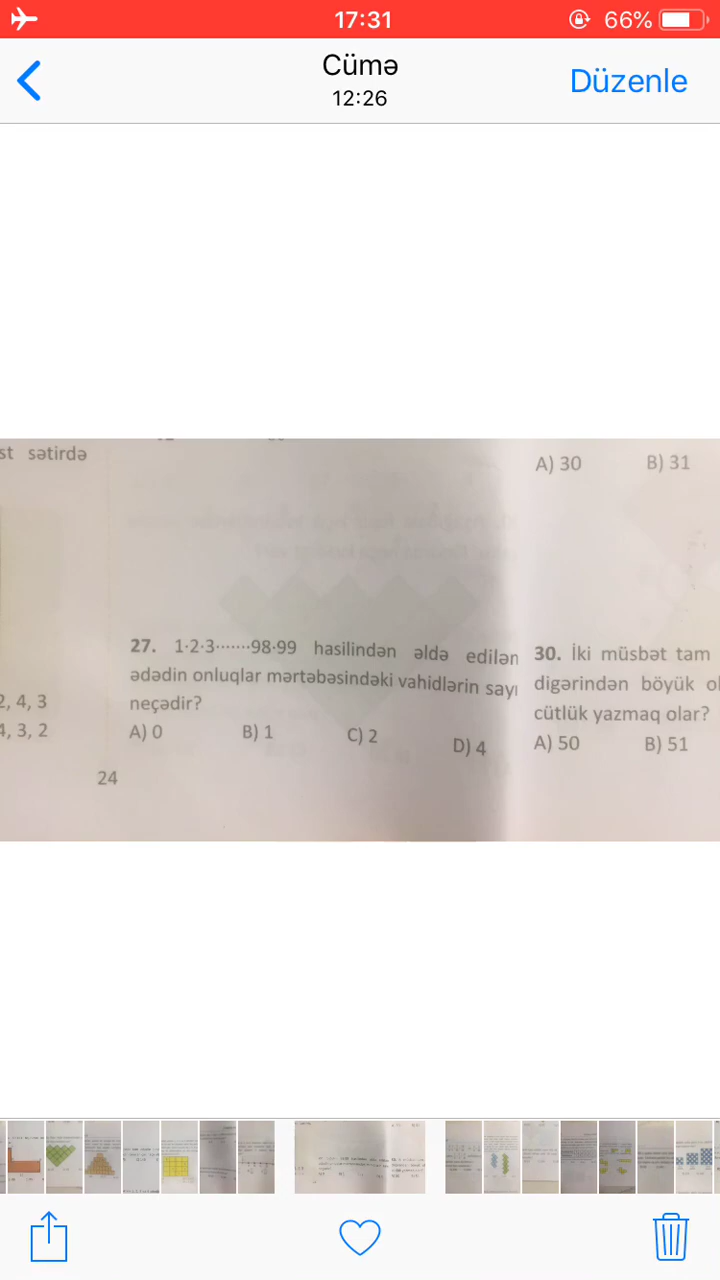 17:31
66%
Cümə
12:26
Düzenle
st sətirdə
2, 4, 3
4, 3, 2
24
27. 1·2·3·······98·99 hasilindən əldə edilən
ədədin onluqlar mərtəbəsindəki vahidlərin sayı
neçədir?
A) 0 B) 1 C) 2 D) 4
A) 30 B) 31
30. İki müsbət tam
digərindən böyük ol
cütlük yazmaq olar?
A) 50 B) 51